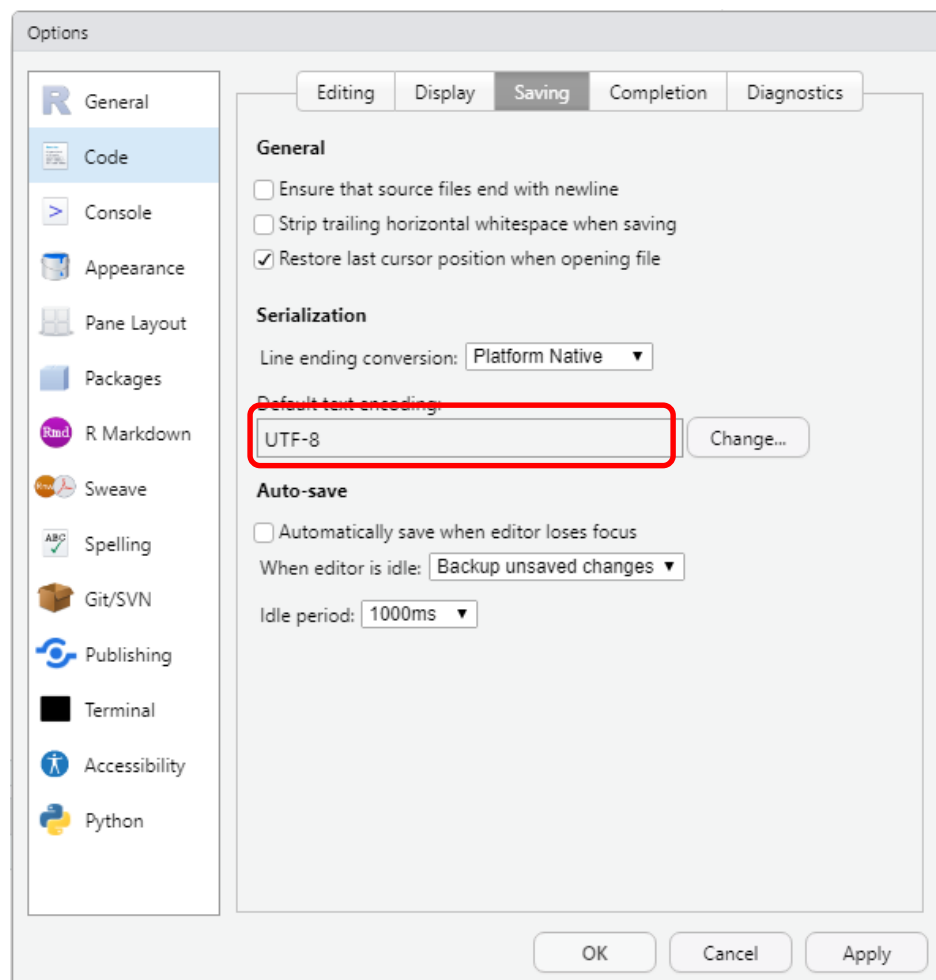 Options
General
Code
Console
Appearance
Pane Layout
Packages
Rmd R Markdown
Sweave
ABC Spelling
Git/SVN
Publishing
Terminal
Accessibility
Python
Editing Display Saving Completion Diagnostics
General
Ensure that source files end with newline
Strip trailing horizontal whitespace when saving
Restore last cursor position when opening file
Serialization
Line ending conversion: Platform Native
Default text encoding:
UTF-8 Change...
Auto-save
Automatically save when editor loses focus
When editor is idle: Backup unsaved changes
Idle period: 1000ms
OK Cancel Apply